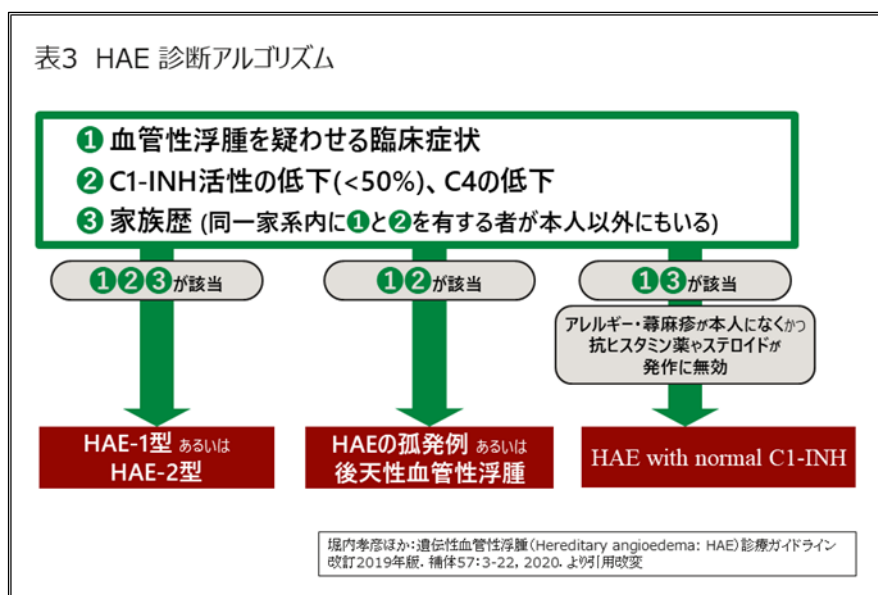 表3 HAE 診断アルゴリズム
❶ 血管性浮腫を疑わせる臨床症状
❷ C1-INH活性の低下(<50%)、C4の低下
❸ 家族歴 (同一家系内に❶と❷を有する者が本人以外にもいる)
❶❷❸が該当
❶❷が該当
❶❸が該当
アレルギー・蕁麻疹が本人になくかつ
抗ヒスタミン薬やステロイドが
発作に無効
HAE-1型 あるいは
HAE-2型
HAEの孤発例 あるいは
後天性血管性浮腫
HAE with normal C1-INH
堀内孝彦ほか:遺伝性血管性浮腫(Hereditary angioedema: HAE)診療ガイドライン
改訂2019年版. 補体57:3-22, 2020. より引用改変